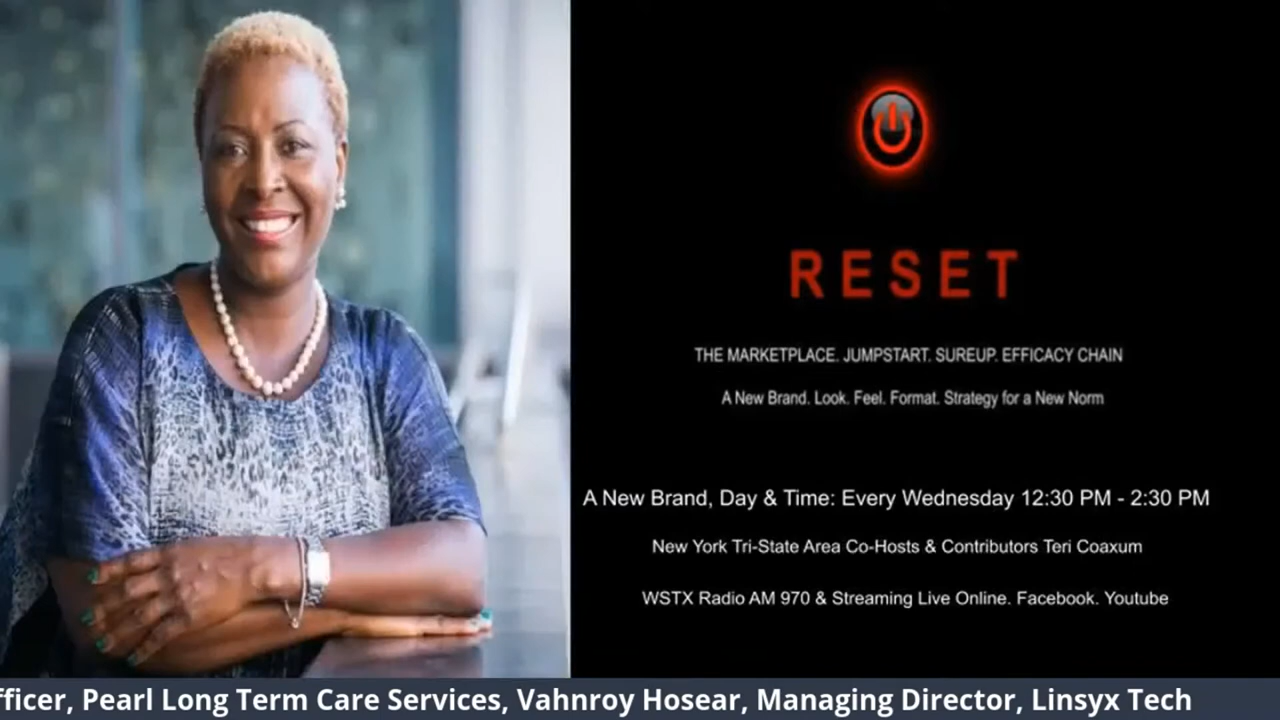 RESET
THE MARKETPLACE. JUMPSTART. SUREUP. EFFICACY CHAIN
A New Brand. Look. Feel. Format. Strategy for a New Norm
A New Brand, Day & Time: Every Wednesday 12:30 PM - 2:30 PM
New York Tri-State Area Co-Hosts & Contributors Teri Coaxum
WSTX Radio AM 970 & Streaming Live Online. Facebook. Youtube
fficer, Pearl Long Term Care Services, Vahnroy Hosear, Managing Director, Linsyx Tech